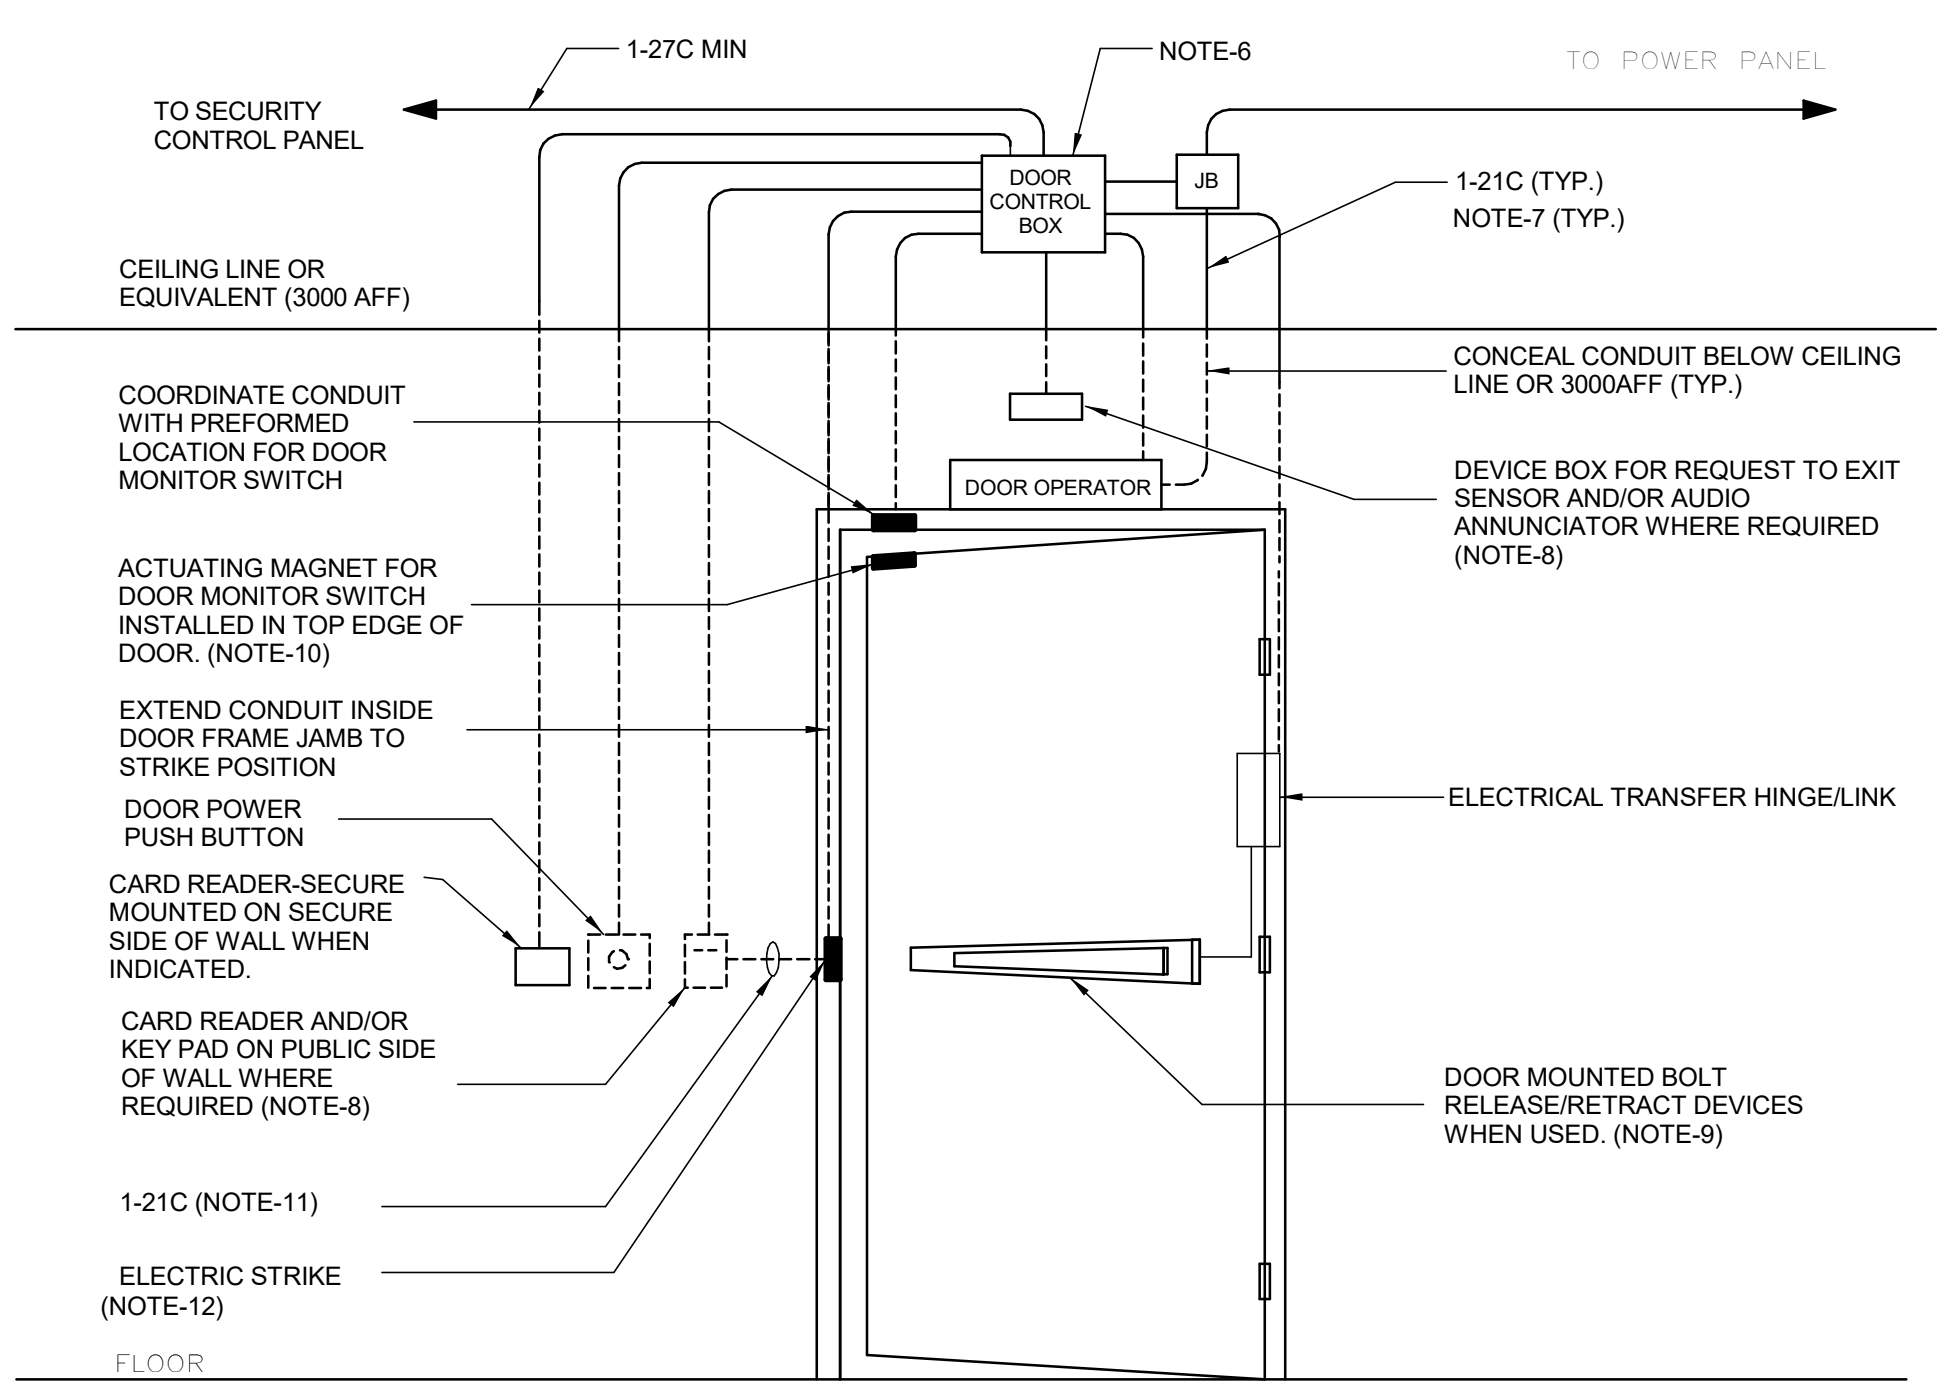 1-27C MIN
NOTE-6
TO POWER PANEL
TO SECURITY
CONTROL PANEL
DOOR
CONTROL
BOX
JB
1-21C (TYP.)
NOTE-7 (TYP.)
CEILING LINE OR
EQUIVALENT (3000 AFF)
CONCEAL CONDUIT BELOW CEILING
LINE OR 3000AFF (TYP.)
COORDINATE CONDUIT
WITH PREFORMED
LOCATION FOR DOOR
MONITOR SWITCH
DOOR OPERATOR
DEVICE BOX FOR REQUEST TO EXIT
SENSOR AND/OR AUDIO
ANNUNCIATOR WHERE REQUIRED
(NOTE-8)
ACTUATING MAGNET FOR
DOOR MONITOR SWITCH
INSTALLED IN TOP EDGE OF
DOOR. (NOTE-10)
EXTEND CONDUIT INSIDE
DOOR FRAME JAMB TO
STRIKE POSITION
DOOR POWER
PUSH BUTTON
ELECTRICAL TRANSFER HINGE/LINK
CARD READER-SECURE
MOUNTED ON SECURE
SIDE OF WALL WHEN
INDICATED.
CARD READER AND/OR
KEY PAD ON PUBLIC SIDE
OF WALL WHERE
REQUIRED (NOTE-8)
DOOR MOUNTED BOLT
RELEASE/RETRACT DEVICES
WHEN USED. (NOTE-9)
1-21C (NOTE-11)
ELECTRIC STRIKE
(NOTE-12)
FLOOR